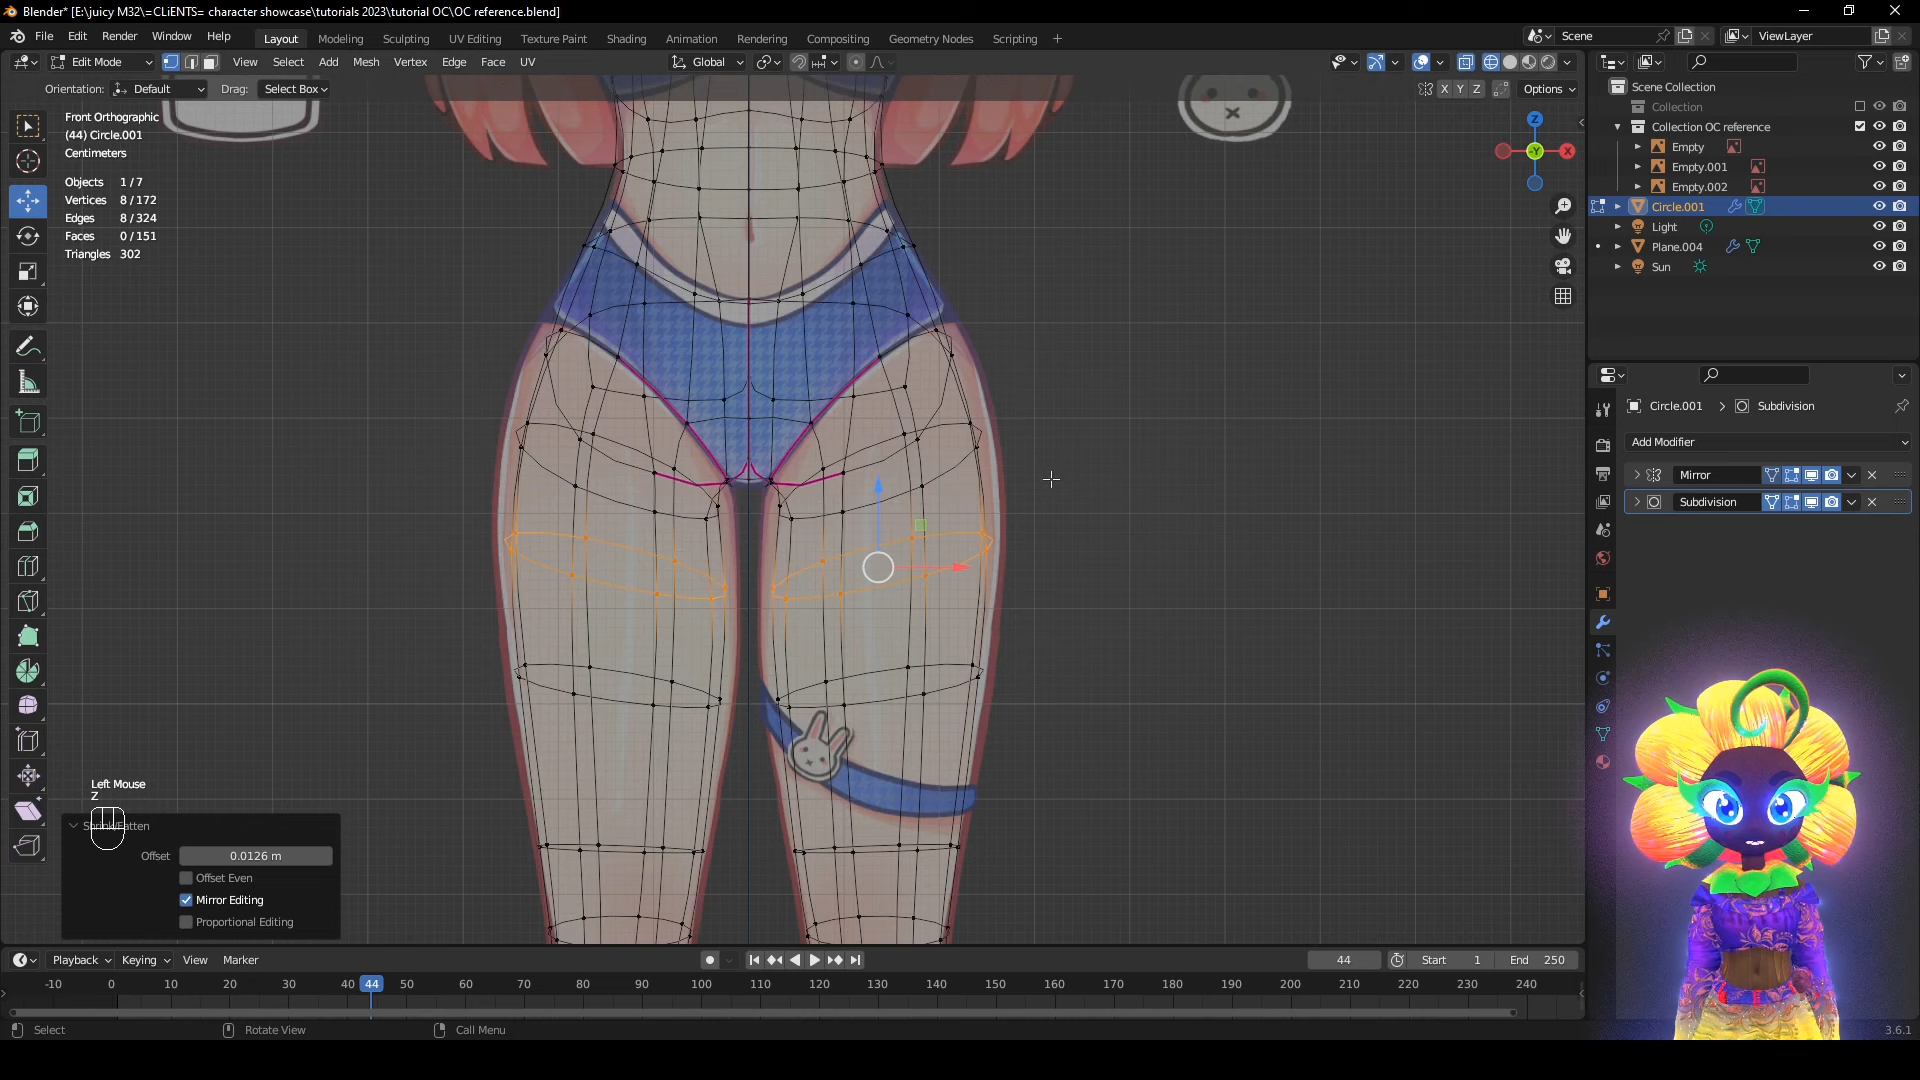 Blender* [E:\juicy M32\=CLiENTS= character showcase\tutorials 2023\tutorial OC\OC reference.blend]
File Edit Render Window Help Layout Modeling Sculpting UV Editing Texture Paint Shading Animation Rendering Compositing Geometry Nodes Scripting + Scene ViewLayer
Edit Mode View Select Add Mesh Vertex Edge Face UV Global
Orientation: Default Drag: Select Box X Y Z Options
Front Orthographic
(44) Circle.001
Centimeters
Objects 1/7
Vertices 8/172
Edges 8/324
Faces 0/151
Triangles 302
Z
-Y
X
Scene Collection
Collection
Collection OC reference
Empty
Empty.001
Empty.002
Circle.001
Light
Plane.004
Sun
Circle.001 > Subdivision
Add Modifier
Mirror
Subdivision
Left Mouse
Z
Shrink/Fatten
Offset 0.0126 m
Offset Even
Mirror Editing
Proportional Editing
Playback Keying View Marker 44 Start 1 End 250
-10 0 10 20 30 40 44 50 60 70 80 90 100 110 120 130 140 150 160 170 180 190 200 210 220 230 240
Select Rotate View Call Menu 3.6.1